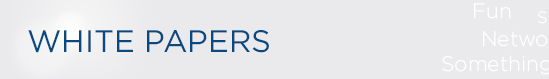 WHITE PAPERS
Fun s
Netwo
Something